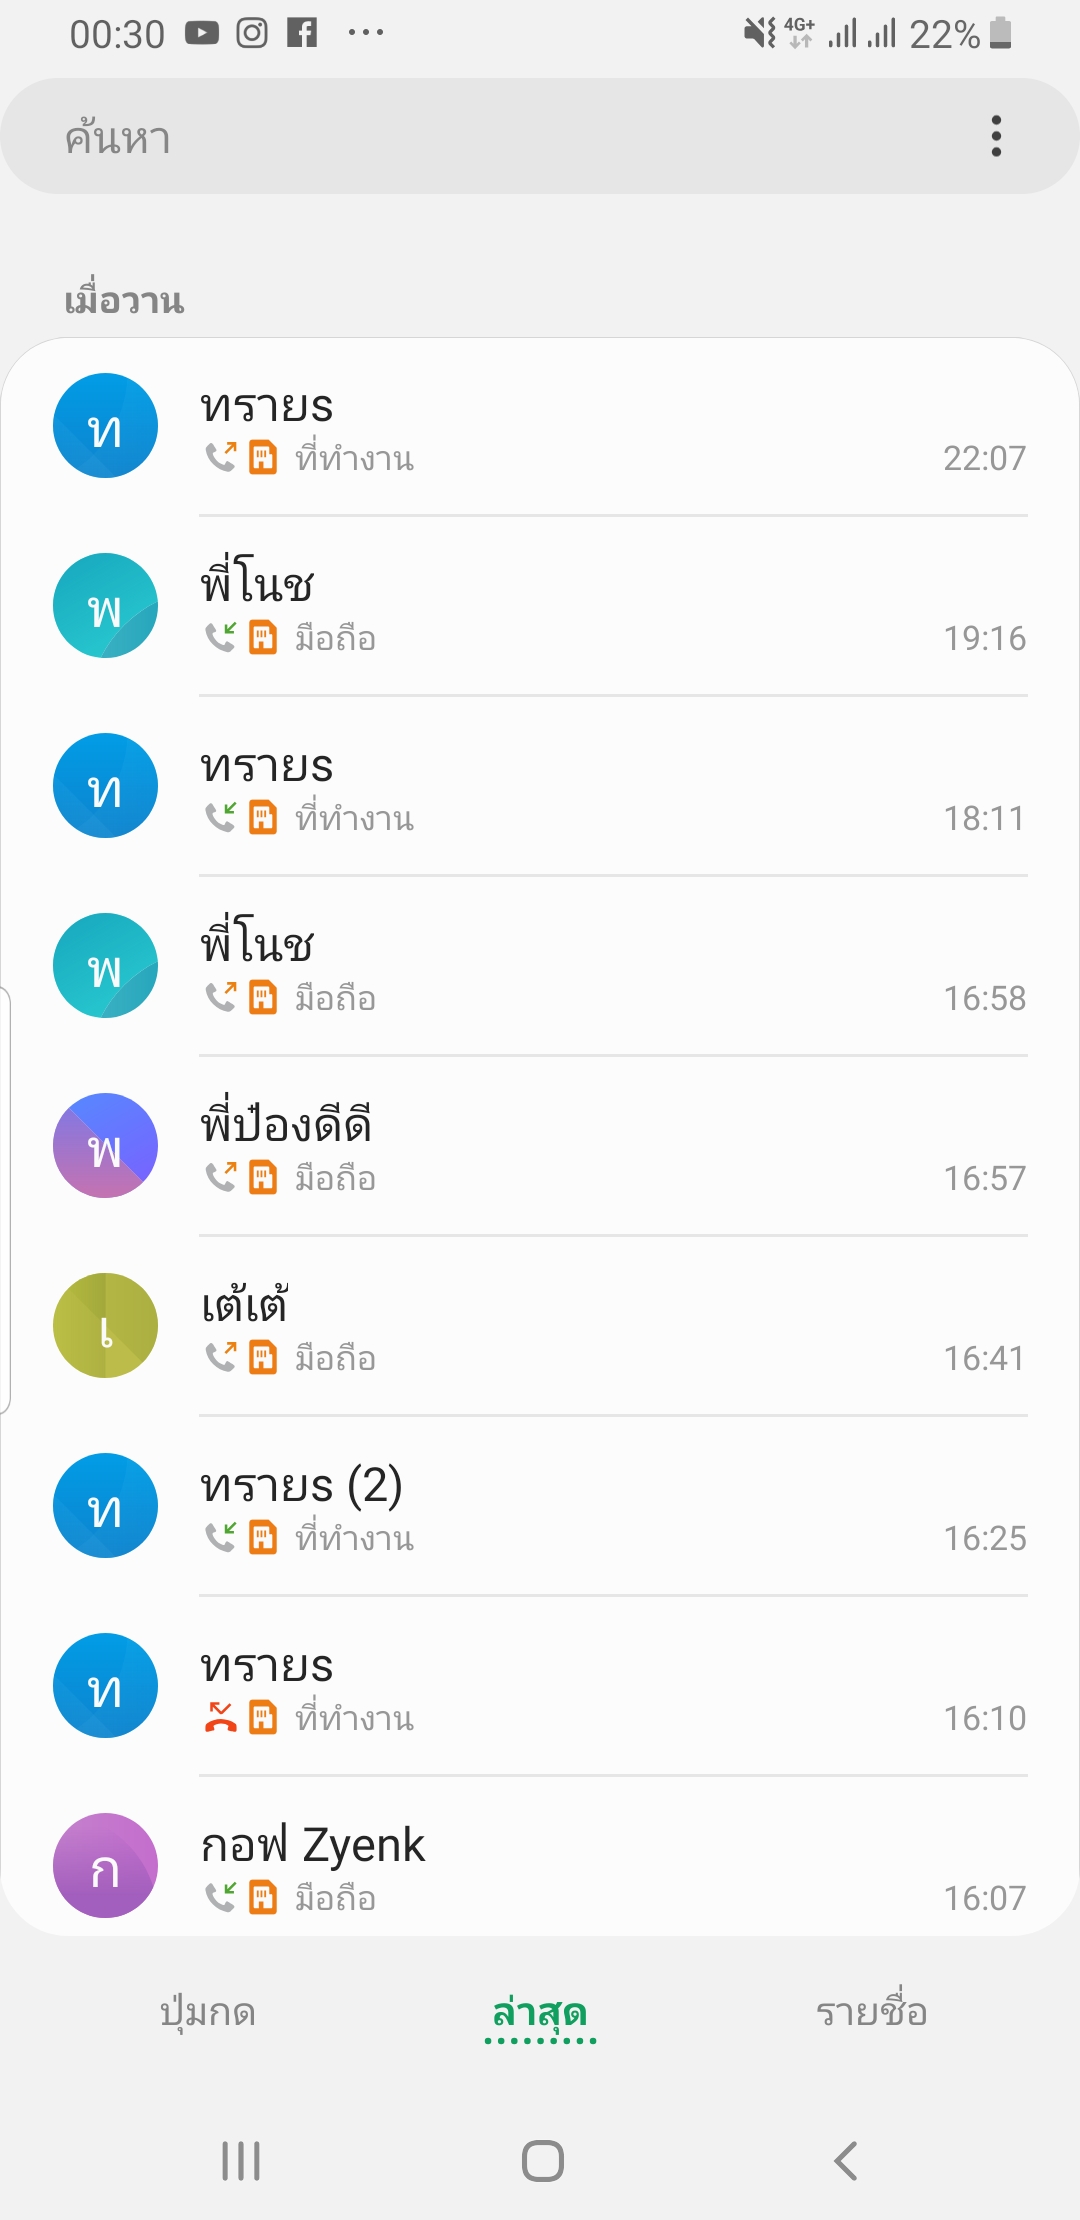 00:30 4G+ 22%
ค้นหา
เมื่อวาน
ท ทรายs
ที่ทำงาน 22:07
พ พี่โนช
มือถือ 19:16
ท ทรายs
ที่ทำงาน 18:11
พ พี่โนช
มือถือ 16:58
พ พี่ป๋องดีดี
มือถือ 16:57
เ เต้เต้
มือถือ 16:41
ท ทรายs (2)
ที่ทำงาน 16:25
ท ทรายs
ที่ทำงาน 16:10
ก กอฟ Zyenk
มือถือ 16:07
ปุ่มกด ล่าสุด รายชื่อ